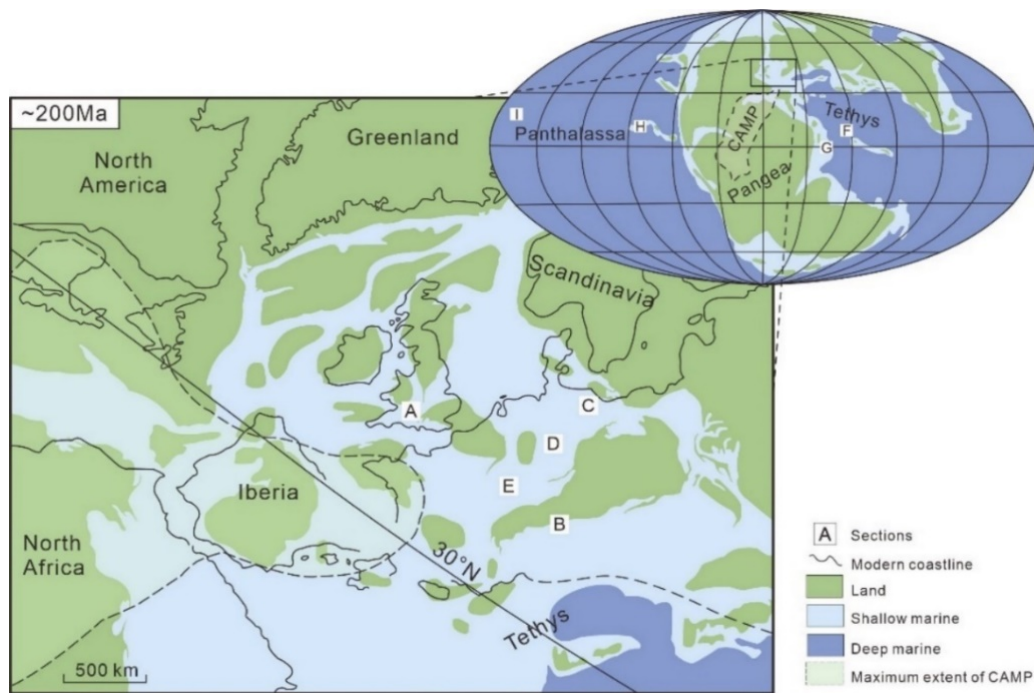 ~200Ma
North
America
Greenland
I
Panthalassa
H
CAMP
Pangea
Tethys
F
G
Scandinavia
A
C
D
E
B
Iberia
North
Africa
30°N
Tethys
500 km
A Sections
Modern coastline
Land
Shallow marine
Deep marine
Maximum extent of CAMP